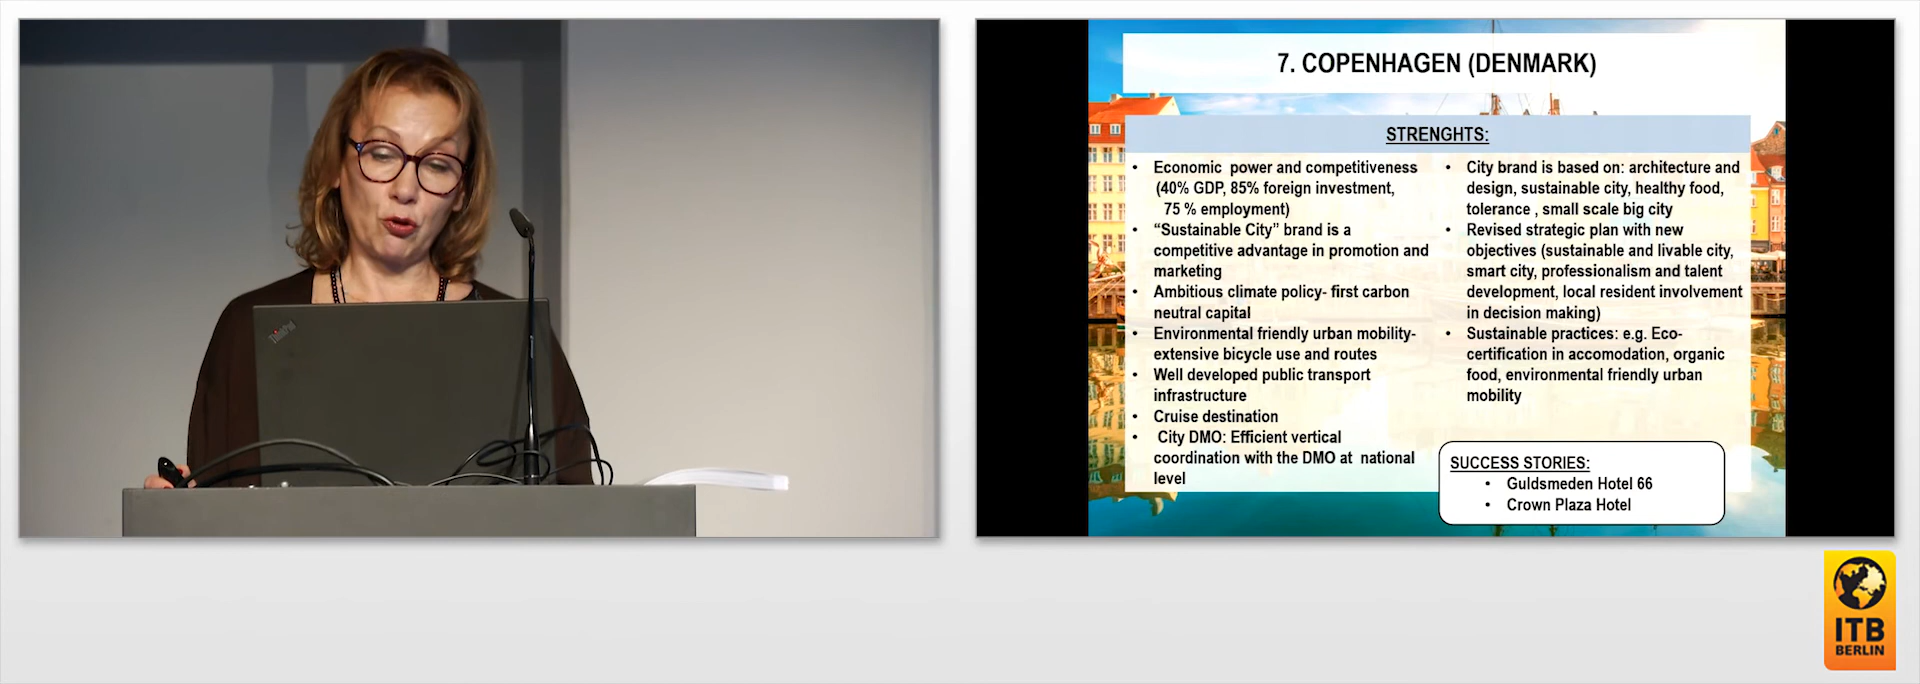 ThinkPad
7. COPENHAGEN (DENMARK)
STRENGHTS:
• Economic power and competitiveness
(40% GDP, 85% foreign investment,
75 % employment)
• “Sustainable City” brand is a
competitive advantage in promotion and
marketing
• Ambitious climate policy- first carbon
neutral capital
• Environmental friendly urban mobility-
extensive bicycle use and routes
• Well developed public transport
infrastructure
• Cruise destination
• City DMO: Efficient vertical
coordination with the DMO at national
level
• City brand is based on: architecture and
design, sustainable city, healthy food,
tolerance , small scale big city
• Revised strategic plan with new
objectives (sustainable and livable city,
smart city, professionalism and talent
development, local resident involvement
in decision making)
• Sustainable practices: e.g. Eco-
certification in accomodation, organic
food, environmental friendly urban
mobility
SUCCESS STORIES:
• Guldsmeden Hotel 66
• Crown Plaza Hotel
ITB
BERLIN